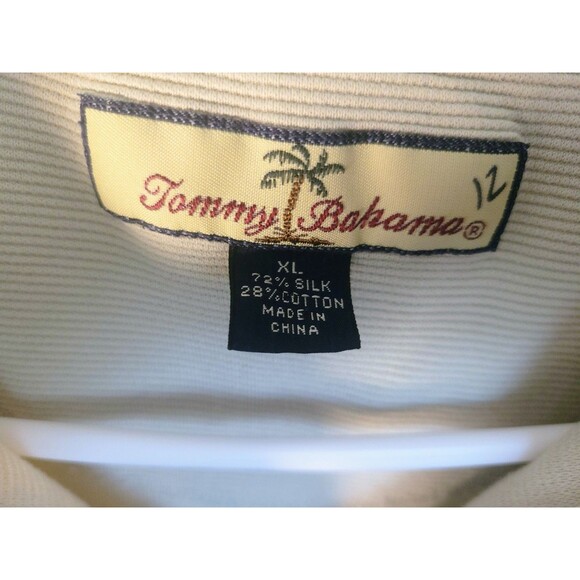 Tommy Bahama®
12
XL
72% SILK
28% COTTON
MADE IN
CHINA